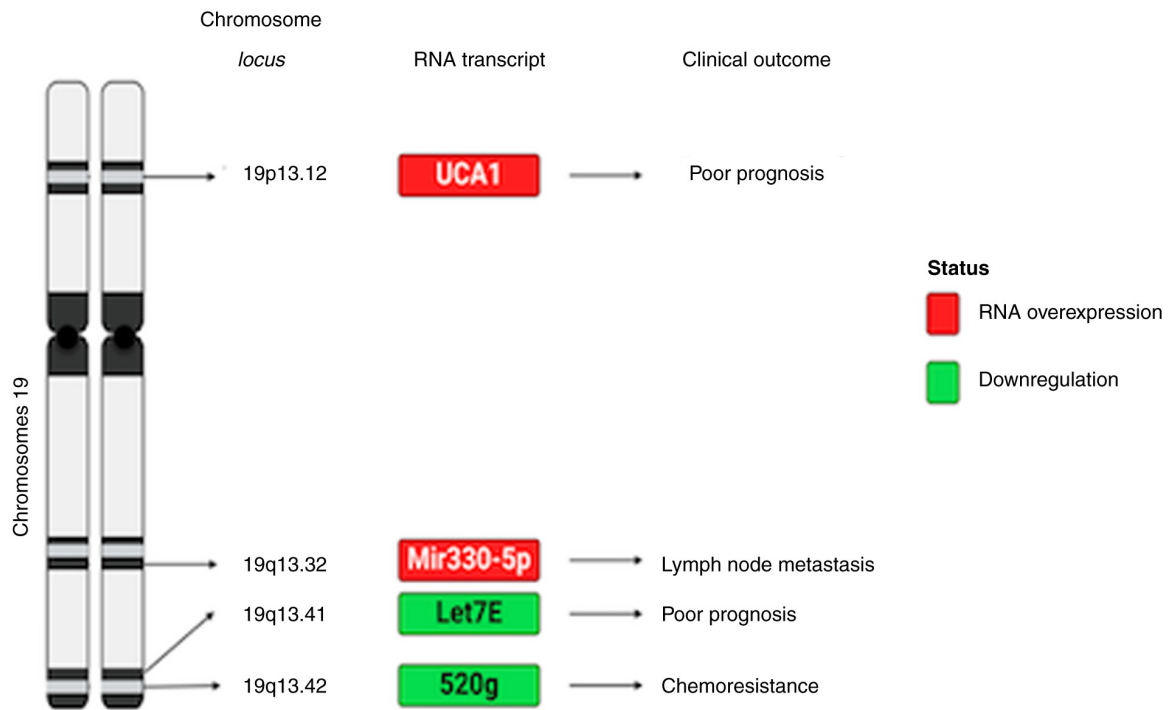 Chromosome
locus
RNA transcript
Clinical outcome
19p13.12
UCA1
Poor prognosis
Status
RNA overexpression
Downregulation
Chromosomes 19
19q13.32
Mir330-5p
Lymph node metastasis
19q13.41
Let7E
Poor prognosis
19q13.42
520g
Chemoresistance